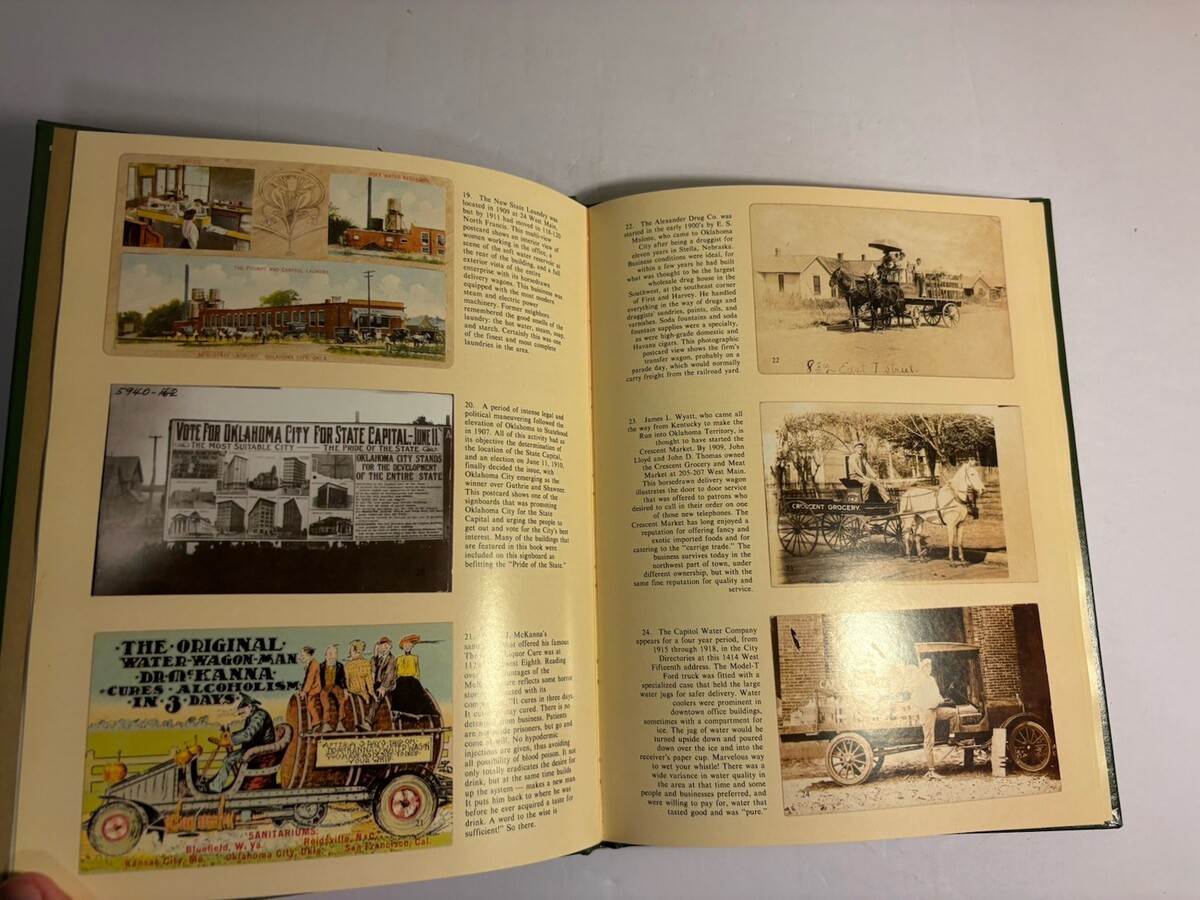 OFFICE
SOFT WATER RESERVOIR
THE PLUMPS AND CAPITOL LAUNDRY
NEW STATE LAUNDRY, OKLAHOMA CITY, OKLA.
19. The New State Laundry was
located in 1909 at 24 West Main,
but by 1911 had moved to 118-120
North Francis. This multi-view
postcard shows an interior view of
women working in the office, a
scene of the soft water reservoir at
the rear of the building, and a full
exterior vista of the entire
enterprise with its horsedrawn
delivery wagons. This business was
equipped with the most modern
steam and electric power
machinery. Former neighbors
remembered the good smells of the
laundry: the hot water, steam, soap,
and starch. Certainly this was one
of the finest and most complete
laundries in the area.
5940-162
VOTE FOR OKLAHOMA CITY FOR STATE CAPITAL-JUNE 11.
THE MOST SUITABLE CITY THE PRIDE OF THE STATE
OKLAHOMA CITY STANDS
FOR THE DEVELOPMENT
OF THE ENTIRE STATE
20
20. A period of intense legal and
political maneuvering followed the
elevation of Oklahoma to Statehood
in 1907. All of this activity had as
its objective the determination of
the location of the State Capital,
and an election on June 11, 1910,
finally decided the issue, with
Oklahoma City emerging as the
winner over Guthrie and Shawnee.
This postcard shows one of the
signboards that was promoting
Oklahoma City for the State
Capital and urging the people to
get out and vote for the City's best
interest. Many of the buildings that
are featured in this book were
included on this signboard as
befitting the "Pride of the State."
THE ORIGINAL
WATER-WAGON-MAN
DR. McKANNA
CURES ALCOHOLISM
IN 3 DAYS
AFTER 3 DAYS THROUGH
YOUR WHIP
21
SANITARIUMS:
Bluefield, W. Va. Reidsville, N.C.
Kansas City, Mo. Oklahoma City, Okla. San Francisco, Cal.
21. J. McKanna's
that offered his famous
Liquor Cure was at
112 West Eighth. Reading
over antages of the
McK ure reflects some horror
stor cted with its
comp "It cures in three days.
It cures may cured. There is no
detention from business. Patients
are not made prisoners, but go and
come at will. No hypodermic
injections are given, thus avoiding
all possibility of blood poison. It not
only totally eradicates the desire for
drink, but at the same time builds
up the system — makes a new man.
It puts him back to where he was
before he ever acquired a taste for
drink. A word to the wise is
sufficient!" So there.
22. The Alexander Drug Co. was
started in the early 1900's by E. S.
Malone, who came to Oklahoma
City after being a druggist for
eleven years in Stella, Nebraska.
Business conditions were ideal, for
within a few years he had built
what was thought to be the largest
wholesale drug house in the
Southwest, at the southeast corner
of First and Harvey. He handled
everything in the way of drugs and
druggists' sundries, paints, oils, and
varnishes. Soda fountains and soda
fountain supplies were a specialty,
as were high-grade domestic and
Havana cigars. This photographic
postcard view shows the firm's
transfer wagon, probably on a
parade day, which would normally
carry freight from the railroad yard.
22
East 7 Street.
23. James L. Wyatt, who came all
the way from Kentucky to make the
Run into Oklahoma Territory, is
thought to have started the
Crescent Market. By 1909, John
Lloyd and John D. Thomas owned
the Crescent Grocery and Meat
Market at 205-207 West Main.
This horsedrawn delivery wagon
illustrates the door to door service
that was offered to patrons who
desired to call in their order on one
of those new telephones. The
Crescent Market has long enjoyed a
reputation for offering fancy and
exotic imported foods and for
catering to the "carrige trade." The
business survives today in the
northwest part of town, under
different ownership, but with the
same fine reputation for quality and
service.
CRESCENT GROCERY
23
24. The Capitol Water Company
appears for a four year period, from
1915 through 1918, in the City
Directories at this 1414 West
Fifteenth address. The Model-T
Ford truck was fitted with a
specialized case that held the large
water jugs for safer delivery. Water
coolers were prominent in
downtown office buildings,
sometimes with a compartment for
ice. The jug of water would be
turned upside down and poured
down over the ice and into the
receiver's paper cup. Marvelous
way to wet your whistle! There was a
wide variance in water quality in
the area at that time and some
people and businesses preferred, and
were willing to pay for, water that
tasted good and was "pure."
24